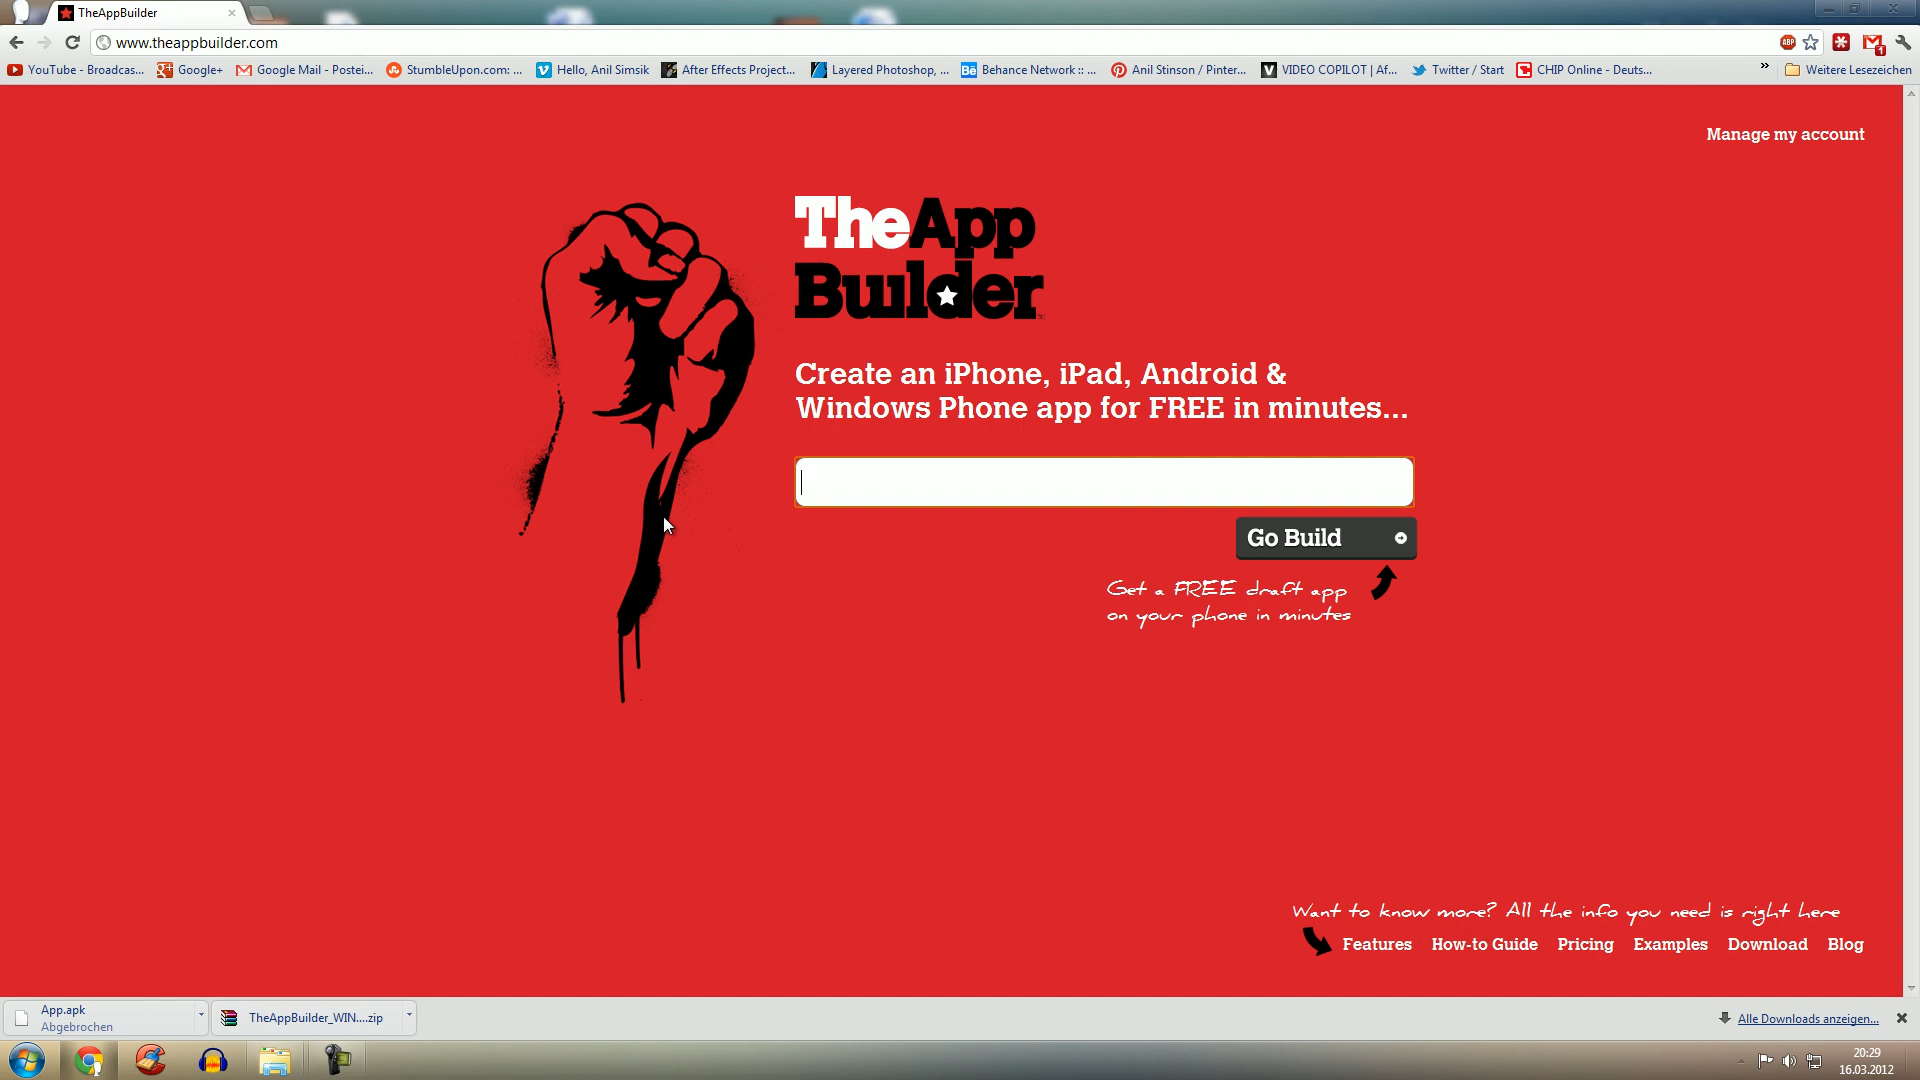 TheAppBuilder
www.theappbuilder.com
ABP
1
YouTube - Broadcas...
Google+
Google Mail - Postei...
StumbleUpon.com: ...
Hello, Anil Simsik
After Effects Project...
Layered Photoshop, ...
Behance Network :: ...
Anil Stinson / Pinter...
VIDEO COPILOT | Af...
Twitter / Start
CHIP Online - Deuts...
»
Weitere Lesezeichen
Manage my account
TheApp
Builder
Create an iPhone, iPad, Android &
Windows Phone app for FREE in minutes...
Go Build
Get a FREE draft app
on your phone in minutes
Want to know more? All the info you need is right here
Features How-to Guide Pricing Examples Download Blog
App.apk
Abgebrochen
TheAppBuilder_WIN....zip
Alle Downloads anzeigen...
20:29
16.03.2012